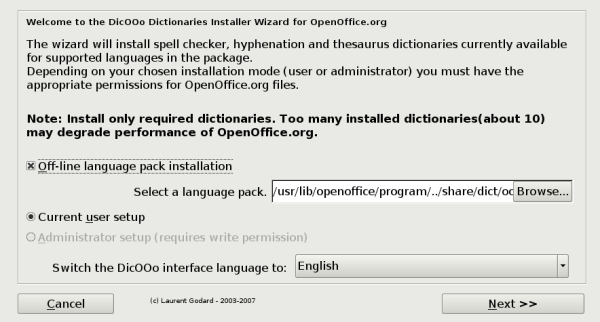 Welcome to the DicOOo Dictionaries Installer Wizard for OpenOffice.org
The wizard will install spell checker, hyphenation and thesaurus dictionaries currently available
for supported languages in the package.
Depending on your chosen installation mode (user or administrator) you must have the
appropriate permissions for OpenOffice.org files.
Note: Install only required dictionaries. Too many installed dictionaries(about 10)
may degrade performance of OpenOffice.org.
Off-line language pack installation
Select a language pack. /usr/lib/openoffice/program/../share/dict/oo Browse...
Current user setup
Administrator setup (requires write permission)
Switch the DicOOo interface language to: English
Cancel (c) Laurent Godard - 2003-2007 Next >>